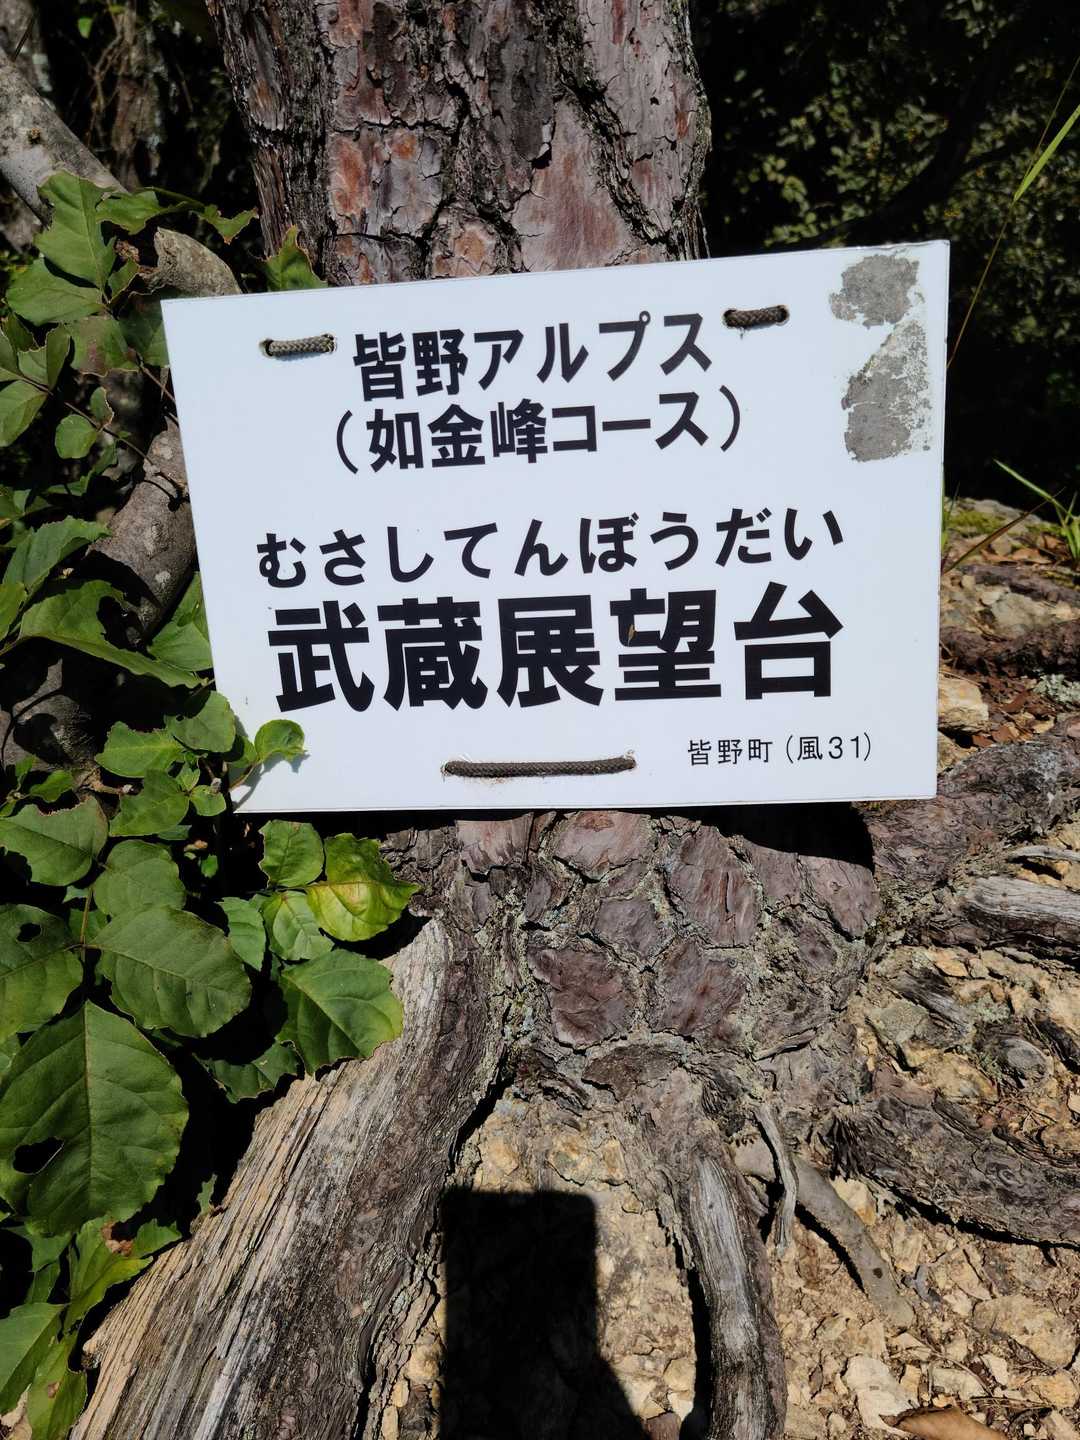 皆野アルプス
（如金峰コース）
むさしてんぼうだい
武蔵展望台
皆野町（風31）